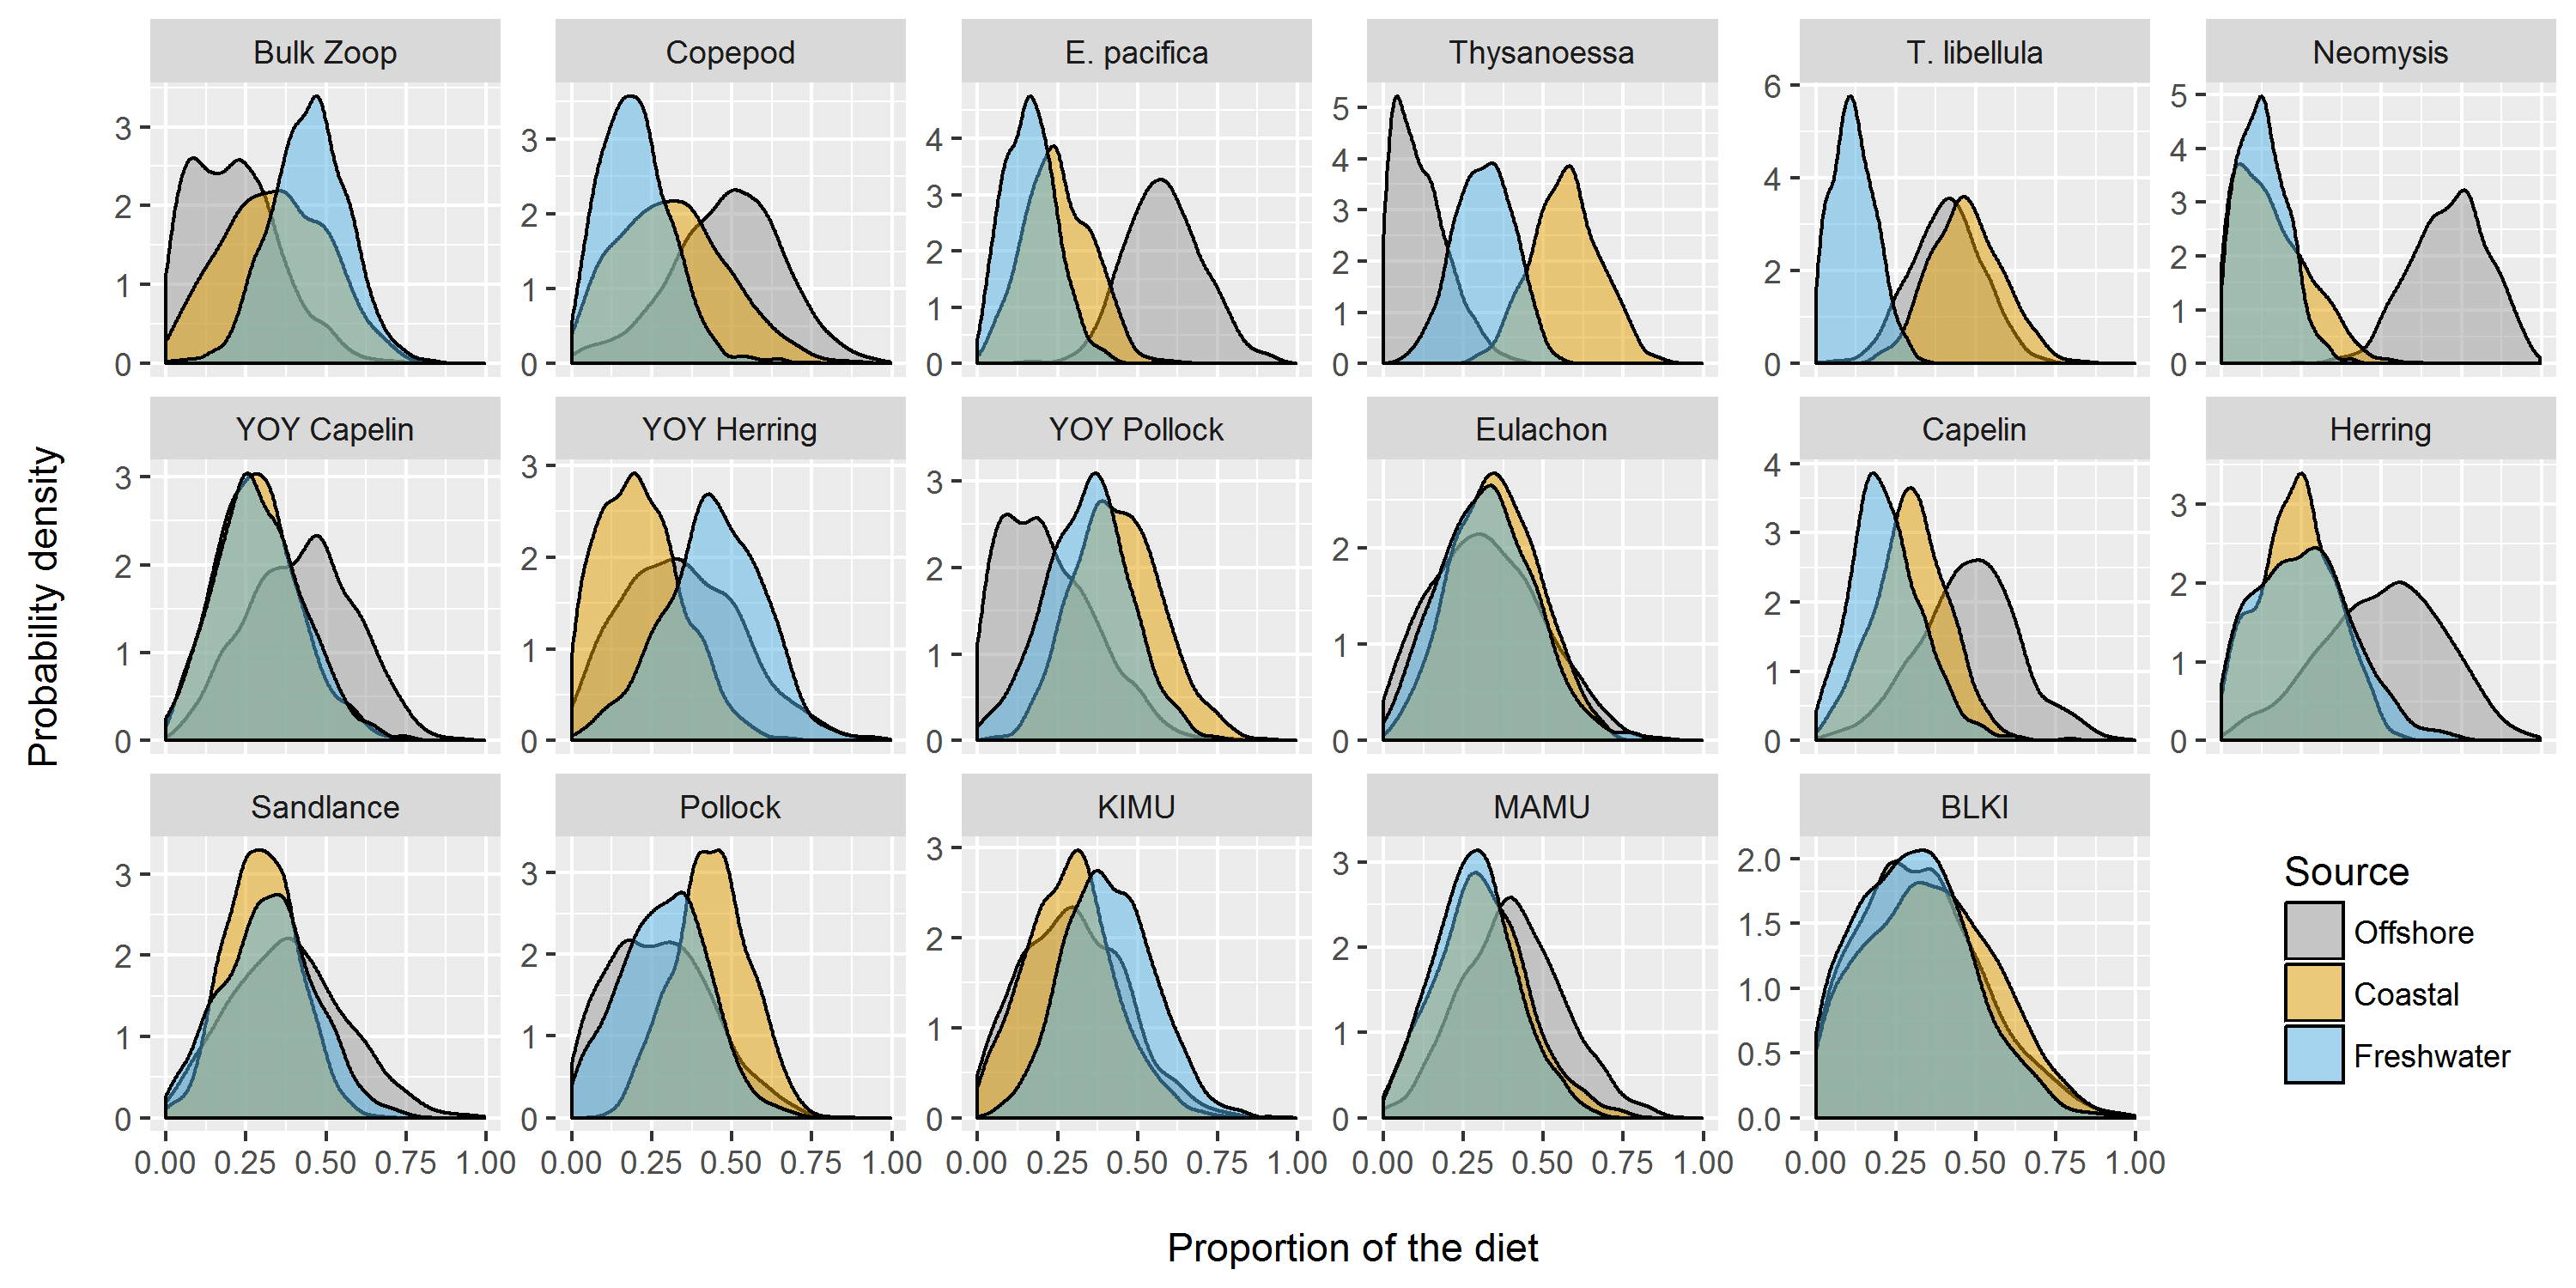 Bulk Zoop Copepod E. pacifica Thysanoessa T. libellula Neomysis
3 2 1 0
3 2 1 0
4 3 2 1 0
5 4 3 2 1 0
6 4 2 0
5 4 3 2 1 0
YOY Capelin YOY Herring YOY Pollock Eulachon Capelin Herring
3 2 1 0
3 2 1 0
3 2 1 0
2 1 0
4 3 2 1 0
3 2 1 0
Probability density
Sandlance Pollock KIMU MAMU BLKI
3 2 1 0
3 2 1 0
3 2 1 0
3 2 1 0
2.0 1.5 1.0 0.5 0.0
0.00 0.25 0.50 0.75 1.00
0.00 0.25 0.50 0.75 1.00
0.00 0.25 0.50 0.75 1.00
0.00 0.25 0.50 0.75 1.00
0.00 0.25 0.50 0.75 1.00
Source
Offshore
Coastal
Freshwater
Proportion of the diet